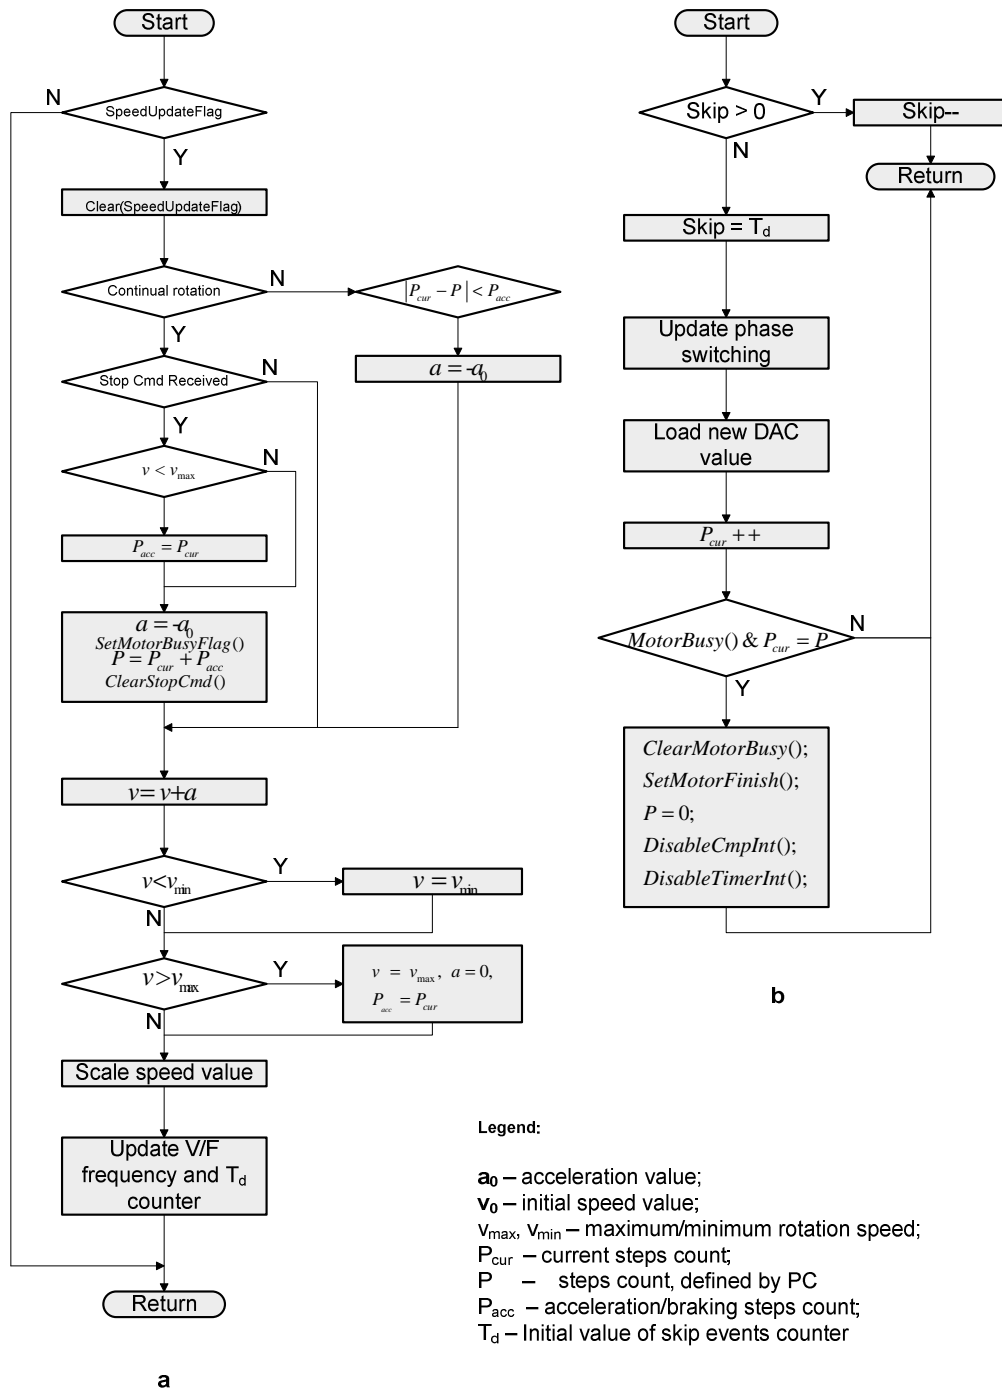 Start
SpeedUpdateFlag
N
Y
Clear(SpeedUpdateFlag)
Continual rotation
N
|P_cur – P| < P_acc
a = -a_0
Y
Stop Cmd Received
N
Y
v < v_max
N
P_acc = P_cur
a = -a_0
SetMotorBusyFlag()
P = P_cur + P_acc
ClearStopCmd()
v = v+a
v<v_min
Y
v = v_min
N
v>v_max
Y
v = v_max, a = 0,
P_acc = P_cur
N
Scale speed value
Update V/F
frequency and T_d
counter
Return
a
Start
Skip > 0
Y
Skip--
Return
N
Skip = T_d
Update phase
switching
Load new DAC
value
P_cur ++
MotorBusy() & P_cur = P
N
Y
ClearMotorBusy();
SetMotorFinish();
P = 0;
DisableCmpInt();
DisableTimerInt();
b
Legend:
a_0 – acceleration value;
v_0 – initial speed value;
v_max, v_min – maximum/minimum rotation speed;
P_cur – current steps count;
P – steps count, defined by PC
P_acc – acceleration/braking steps count;
T_d – Initial value of skip events counter